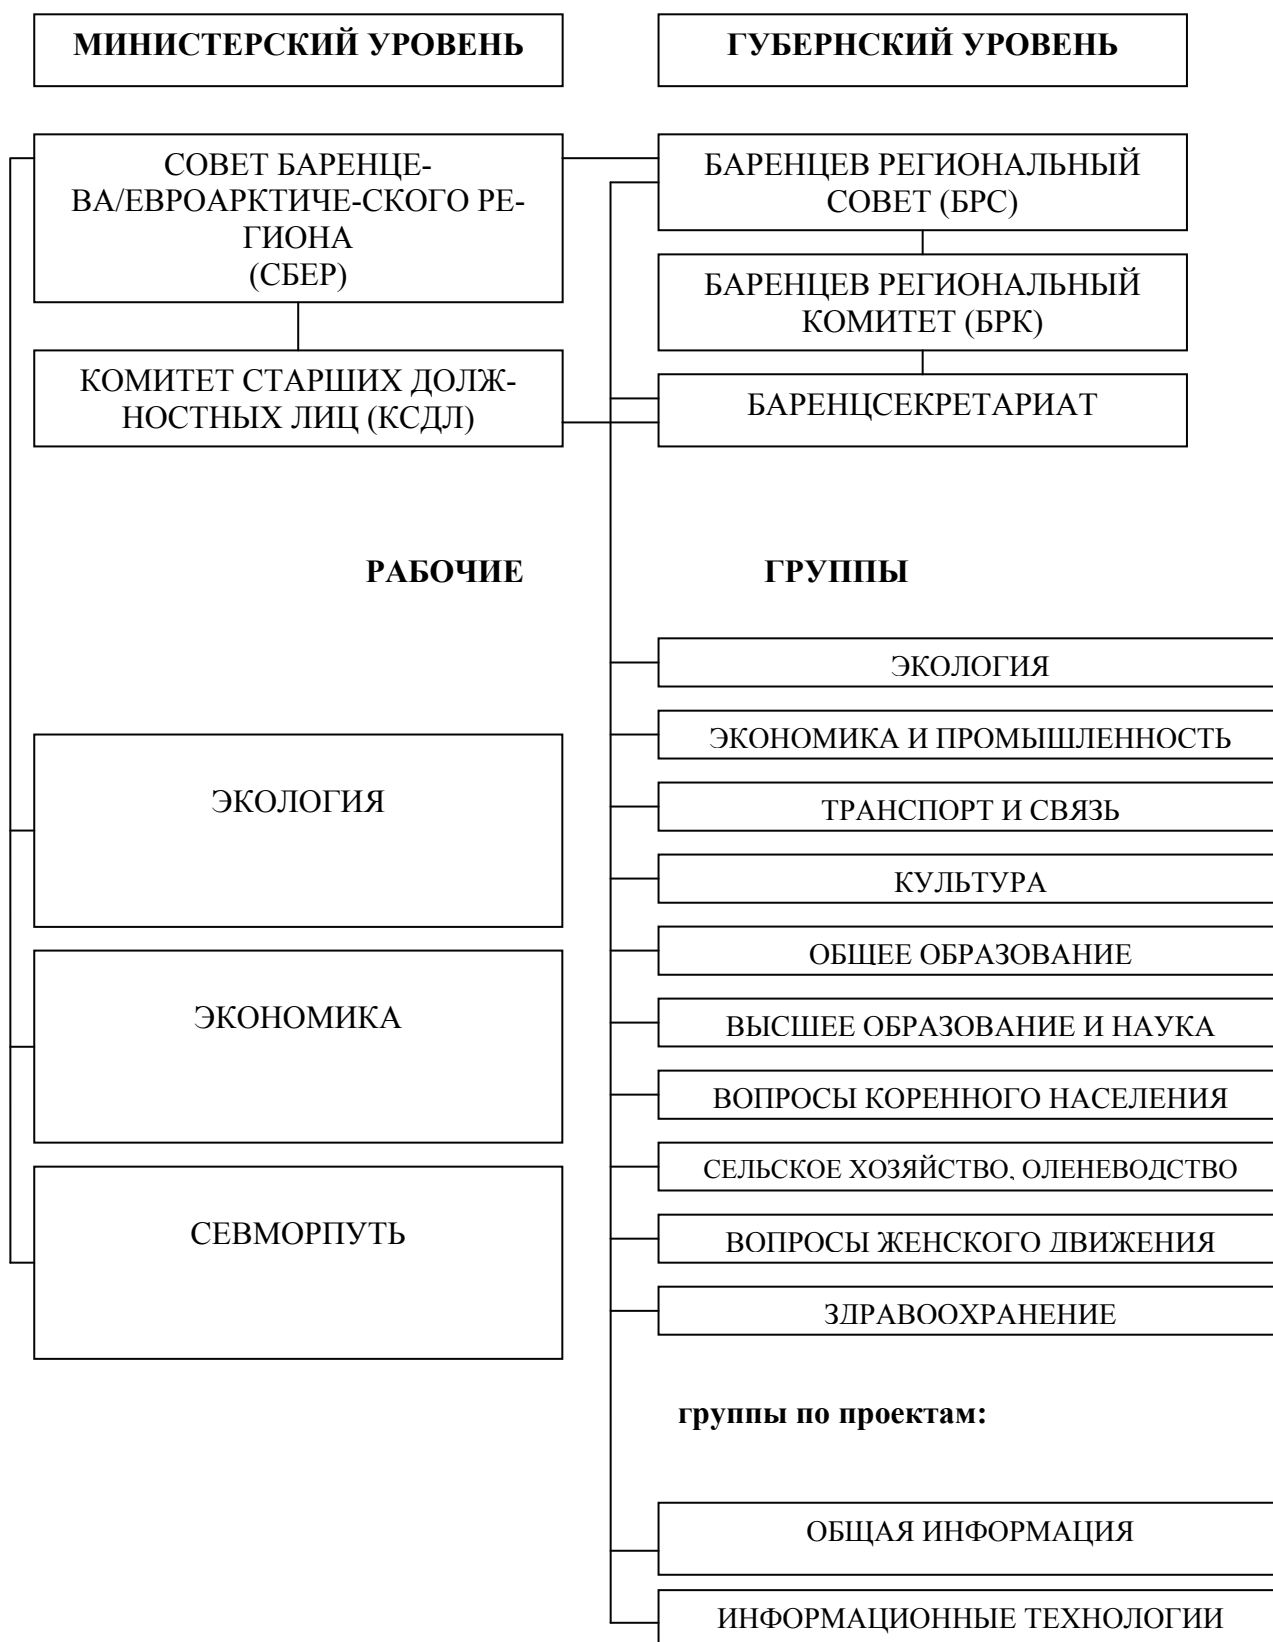 МИНИСТЕРСКИЙ УРОВЕНЬ
ГУБЕРНСКИЙ УРОВЕНЬ
СОВЕТ БАРЕНЦЕ-
ВА/ЕВРОАРКТИЧЕ-СКОГО РЕ-
ГИОНА
(СБЕР)
КОМИТЕТ СТАРШИХ ДОЛЖ-
НОСТНЫХ ЛИЦ (КСДЛ)
БАРЕНЦЕВ РЕГИОНАЛЬНЫЙ
СОВЕТ (БРС)
БАРЕНЦЕВ РЕГИОНАЛЬНЫЙ
КОМИТЕТ (БРК)
БАРЕНЦСЕКРЕТАРИАТ
РАБОЧИЕ ГРУППЫ
ЭКОЛОГИЯ
ЭКОНОМИКА
СЕВМОРПУТЬ
ЭКОЛОГИЯ
ЭКОНОМИКА И ПРОМЫШЛЕННОСТЬ
ТРАНСПОРТ И СВЯЗЬ
КУЛЬТУРА
ОБЩЕЕ ОБРАЗОВАНИЕ
ВЫСШЕЕ ОБРАЗОВАНИЕ И НАУКА
ВОПРОСЫ КОРЕННОГО НАСЕЛЕНИЯ
СЕЛЬСКОЕ ХОЗЯЙСТВО, ОЛЕНЕВОДСТВО
ВОПРОСЫ ЖЕНСКОГО ДВИЖЕНИЯ
ЗДРАВООХРАНЕНИЕ
группы по проектам:
ОБЩАЯ ИНФОРМАЦИЯ
ИНФОРМАЦИОННЫЕ ТЕХНОЛОГИИ